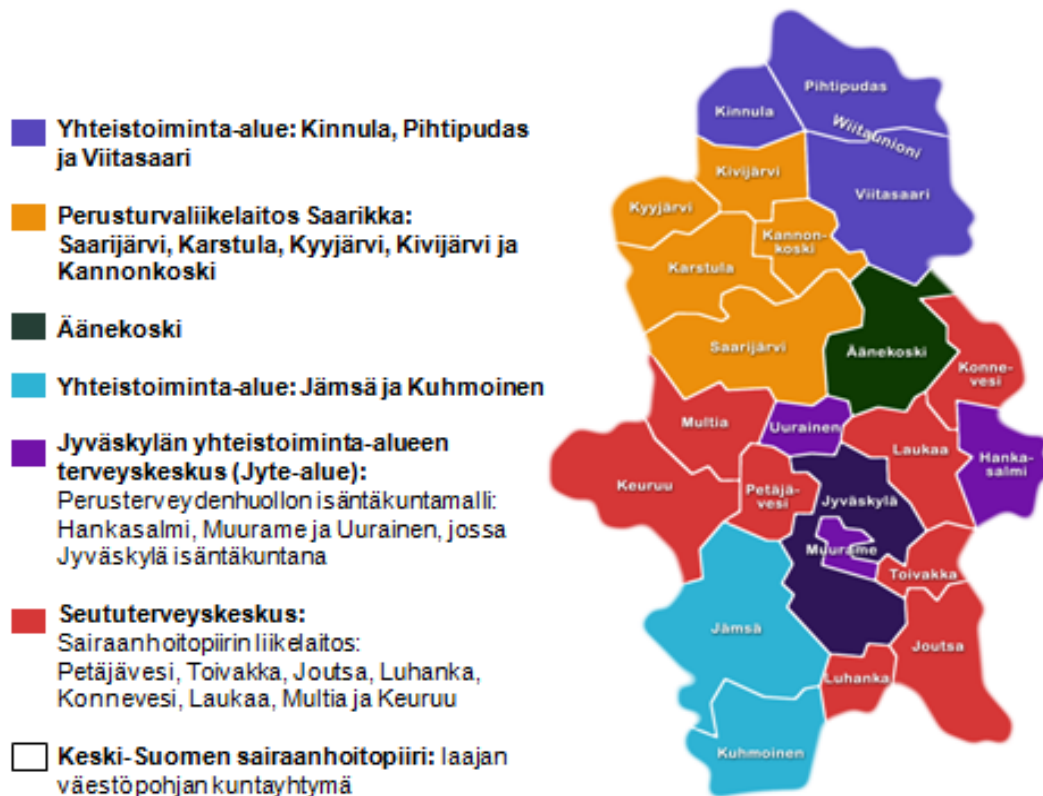 Yhteistoiminta-alue: Kinnula, Pihtipudas
ja Viitasaari
Perusturvaliikelaitos Saarikka:
Saarijärvi, Karstula, Kyyjärvi, Kivijärvi ja
Kannonkoski
Äänekoski
Yhteistoiminta-alue: Jämsä ja Kuhmoinen
Jyväskylän yhteistoiminta-alueen
terveyskeskus (Jyte-alue):
Perusterveydenhuollon isäntäkuntamalli:
Hankasalmi, Muurame ja Uurainen, jossa
Jyväskylä isäntäkuntana
Seututerveyskeskus:
Sairaanhoitopiirin liikelaitos:
Petäjävesi, Toivakka, Joutsa, Luhanka,
Konnevesi, Laukaa, Multia ja Keuruu
Keski-Suomen sairaanhoitopiiri: laajan
väestöpohjan kuntayhtymä
Pihtipudas
Kinnula
Wiitaunioni
Kivijärvi
Viitasaari
Kyyjärvi
Kannon-
koski
Karstula
Saarijärvi
Äänekoski
Konne-
vesi
Multia
Uurainen
Laukaa
Hanka-
salmi
Keuruu
Petäjä-
vesi
Jyväskylä
Muurame
Toivakka
Jämsä
Joutsa
Luhanka
Kuhmoinen